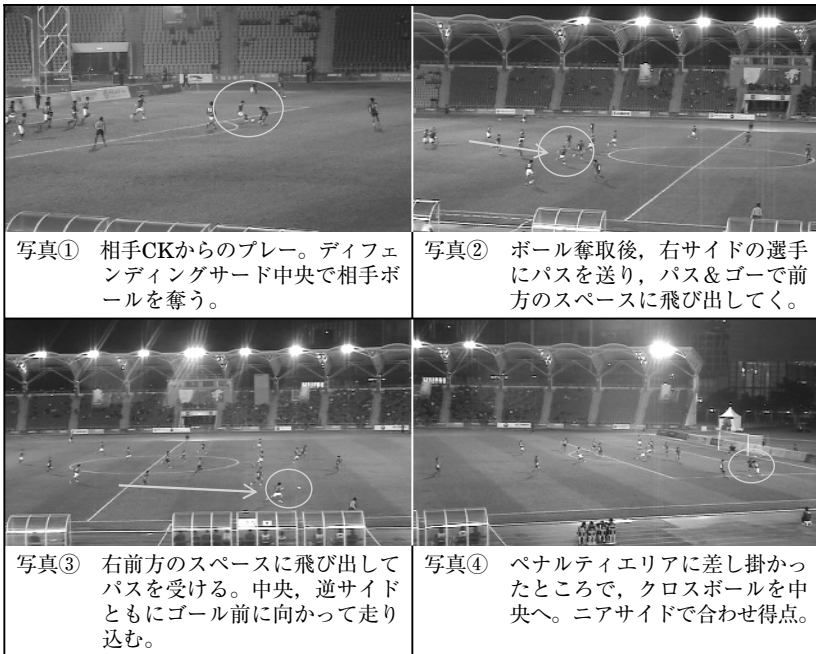 写真① 相手CKからのプレー。ディフェ
ンディングサード中央で相手ボ
ールを奪う。
写真② ボール奪取後，右サイドの選手
にパスを送り，パス＆ゴーで前
方のスペースに飛び出してく。
写真③ 右前方のスペースに飛び出して
パスを受ける。中央，逆サイド
ともにゴール前に向かって走り
込む。
写真④ ペナルティエリアに差し掛かっ
たところで，クロスボールを中
央へ。ニアサイドで合わせ得点。